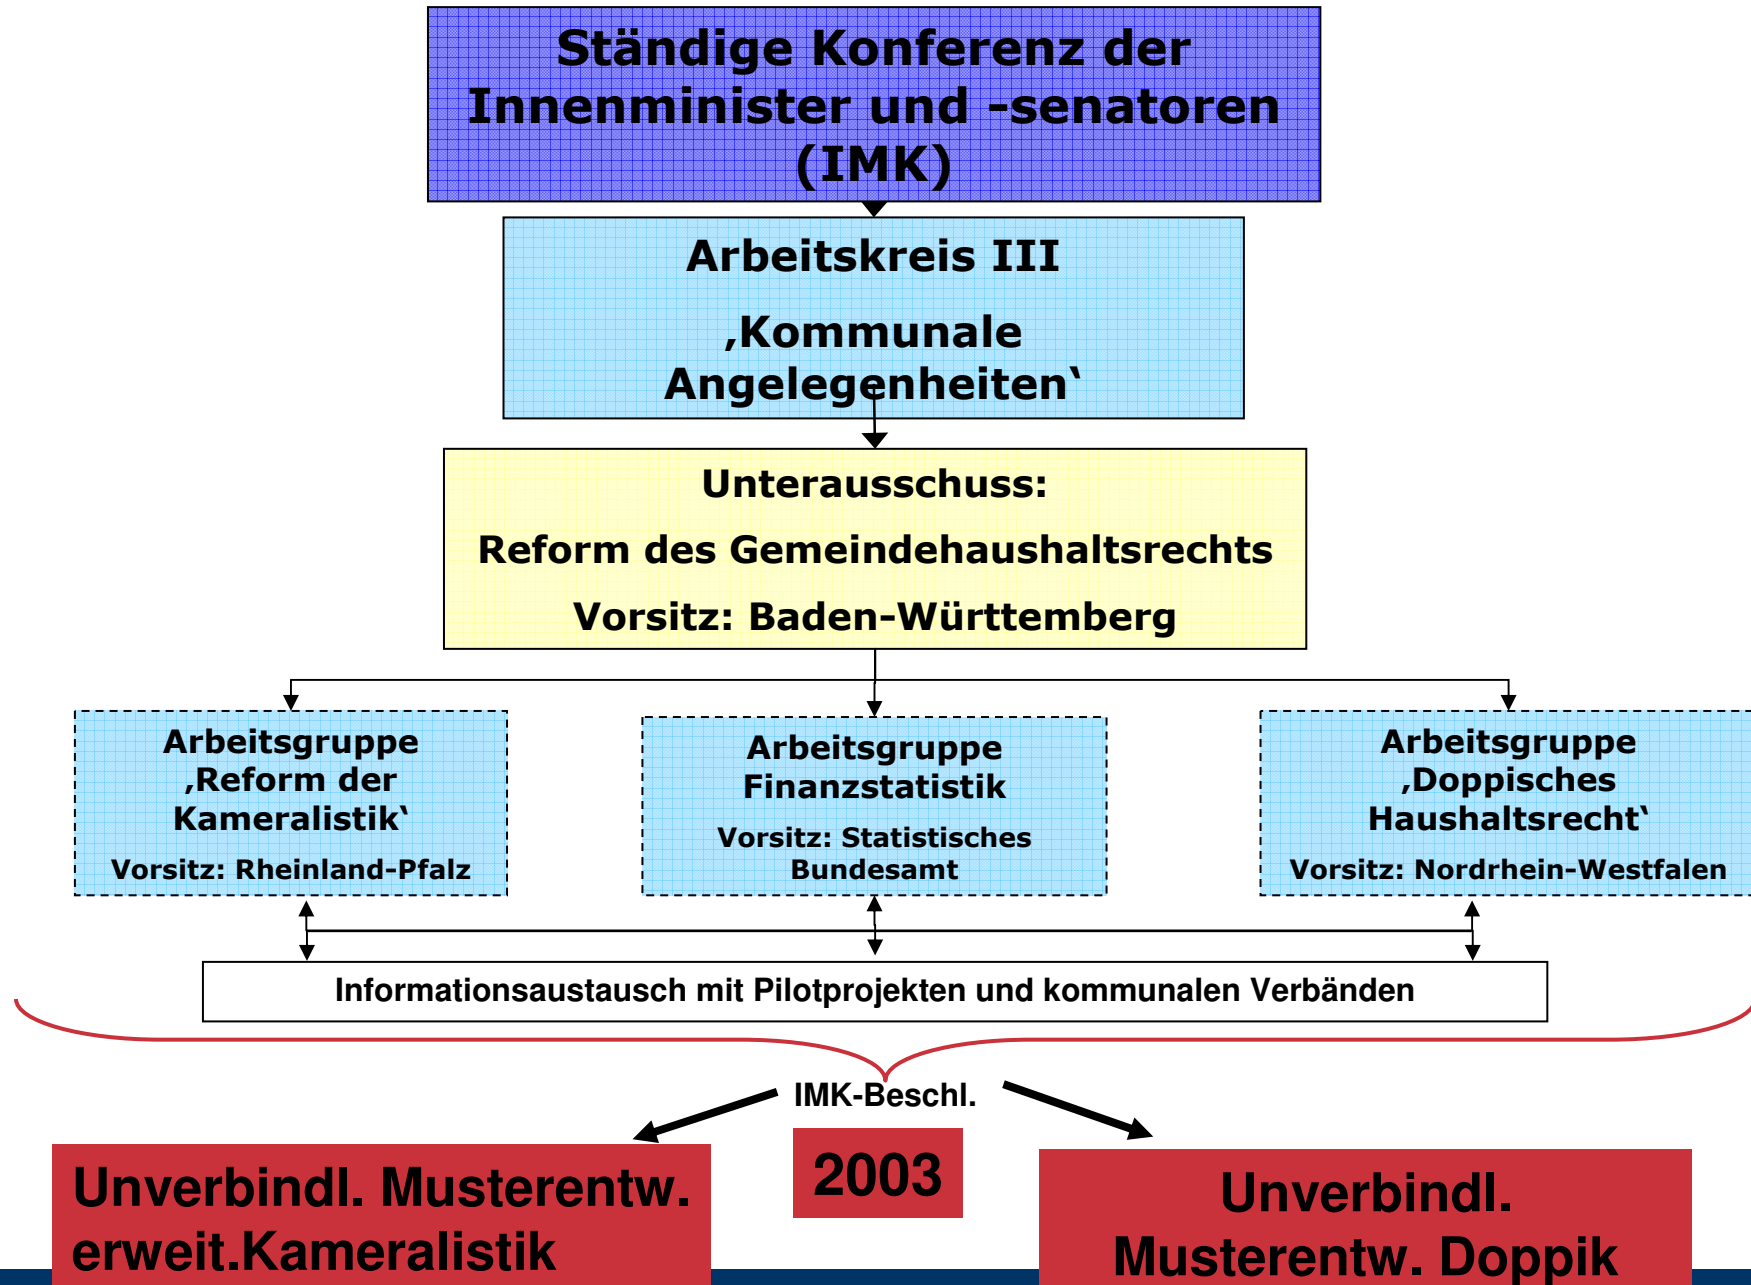 Ständige Konferenz der
Innenminister und -senatoren
(IMK)
Arbeitskreis III
‚Kommunale
Angelegenheiten‘
Unterausschuss:
Reform des Gemeindehaushaltsrechts
Vorsitz: Baden-Württemberg
Arbeitsgruppe
‚Reform der
Kameralistik‘
Vorsitz: Rheinland-Pfalz
Arbeitsgruppe
Finanzstatistik
Vorsitz: Statistisches
Bundesamt
Arbeitsgruppe
‚Doppisches
Haushaltsrecht‘
Vorsitz: Nordrhein-Westfalen
Informationsaustausch mit Pilotprojekten und kommunalen Verbänden
IMK-Beschl.
2003
Unverbindl. Musterentw.
erweit.Kameralistik
Unverbindl.
Musterentw. Doppik